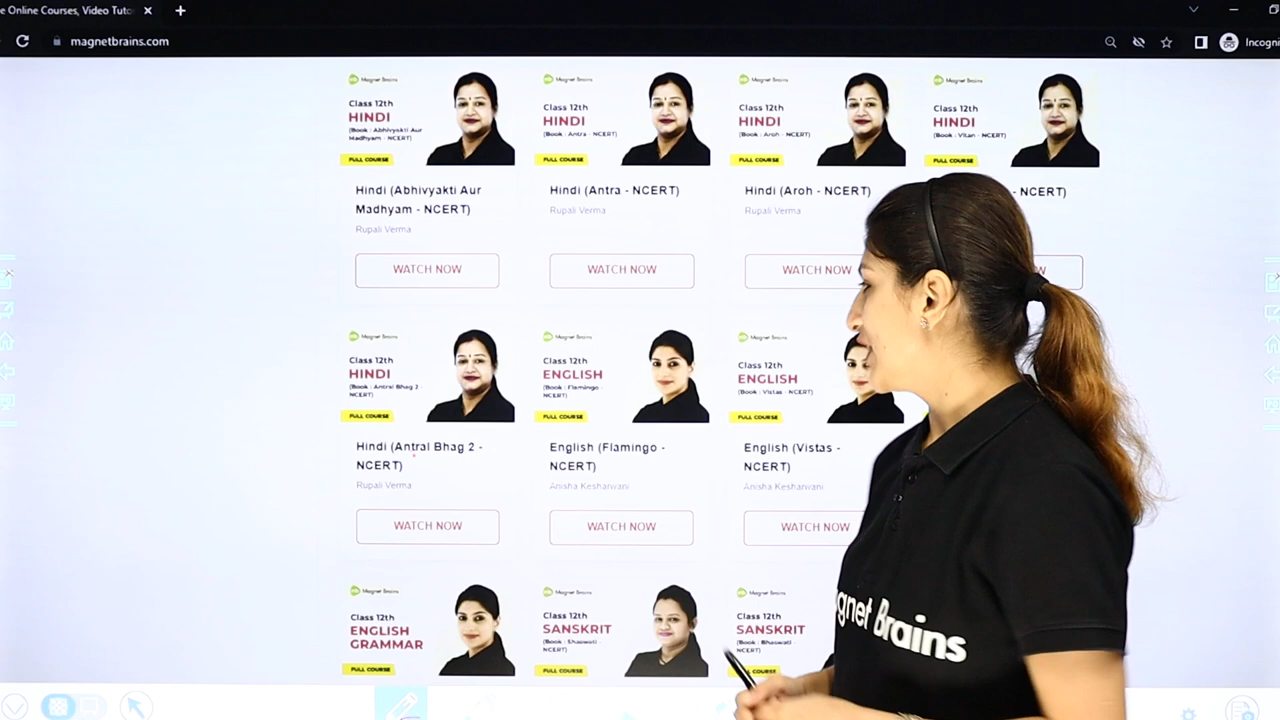 e Online Courses, Video Tuto
magnetbrains.com
Incogni
Magnet Brains
Class 12th
HINDI
(Book : Abhivyakti Aur
Madhyam - NCERT)
FULL COURSE
Magnet Brains
Class 12th
HINDI
(Book : Antra - NCERT)
FULL COURSE
Magnet Brains
Class 12th
HINDI
(Book : Aroh - NCERT)
FULL COURSE
Magnet Brains
Class 12th
HINDI
(Book : Vitan - NCERT)
FULL COURSE
Hindi (Abhivyakti Aur
Madhyam - NCERT)
Rupali Verma
WATCH NOW
Hindi (Antra - NCERT)
Rupali Verma
WATCH NOW
Hindi (Aroh - NCERT)
Rupali Verma
WATCH NOW
- NCERT)
W
Magnet Brains
Class 12th
HINDI
(Book : Antral Bhag 2 -
NCERT)
FULL COURSE
Magnet Brains
Class 12th
ENGLISH
(Book : Flamingo -
NCERT)
FULL COURSE
Magnet Brains
Class 12th
ENGLISH
(Book : Vistas - NCERT)
FULL COURSE
Hindi (Antral Bhag 2 -
NCERT)
Rupali Verma
WATCH NOW
English (Flamingo -
NCERT)
Anisha Kesharwani
WATCH NOW
English (Vistas -
NCERT)
Anisha Kesharwani
WATCH NOW
Magnet Brains
Class 12th
ENGLISH
GRAMMAR
FULL COURSE
Magnet Brains
Class 12th
SANSKRIT
(Book : Shaswati -
NCERT)
FULL COURSE
Magnet Brains
Class 12th
SANSKRIT
(Book : Bhaswati -
NCERT)
COURSE
gnet Brains